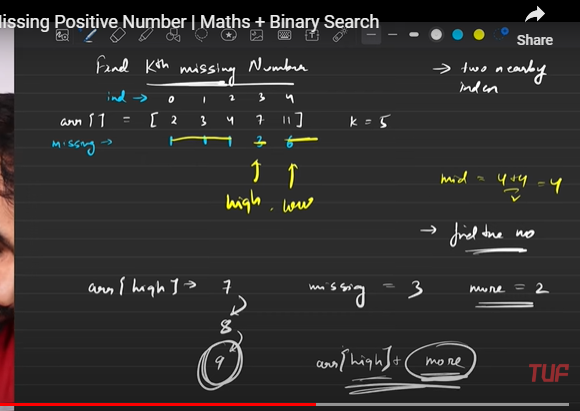 issing Positive Number | Maths + Binary Search
Share
Find Kth missing Number
→ two nearby index
ind → 0 1 2 3 4
arr [ ] = [ 2 3 4 7 11 ] k = 5
missing → 1 1 1 3 6
high. low
mid = 4+4/2 = 4
→ find the no
arr[high] → 7 missing = 3 more = 2
8
9
arr[high] + more
TUF